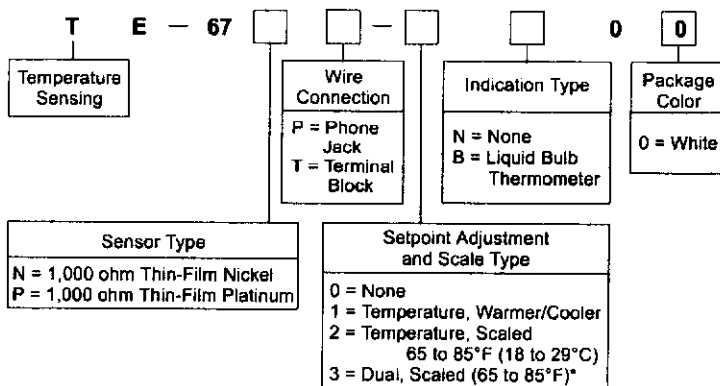 T E – 67 – 0 0
Temperature
Sensing
Wire
Connection
P = Phone
Jack
T = Terminal
Block
Indication Type
N = None
B = Liquid Bulb
Thermometer
Package
Color
0 = White
Sensor Type
N = 1,000 ohm Thin-Film Nickel
P = 1,000 ohm Thin-Film Platinum
Setpoint Adjustment
and Scale Type
0 = None
1 = Temperature, Warmer/Cooler
2 = Temperature, Scaled
65 to 85°F (18 to 29°C)
3 = Dual, Scaled (65 to 85°F)*